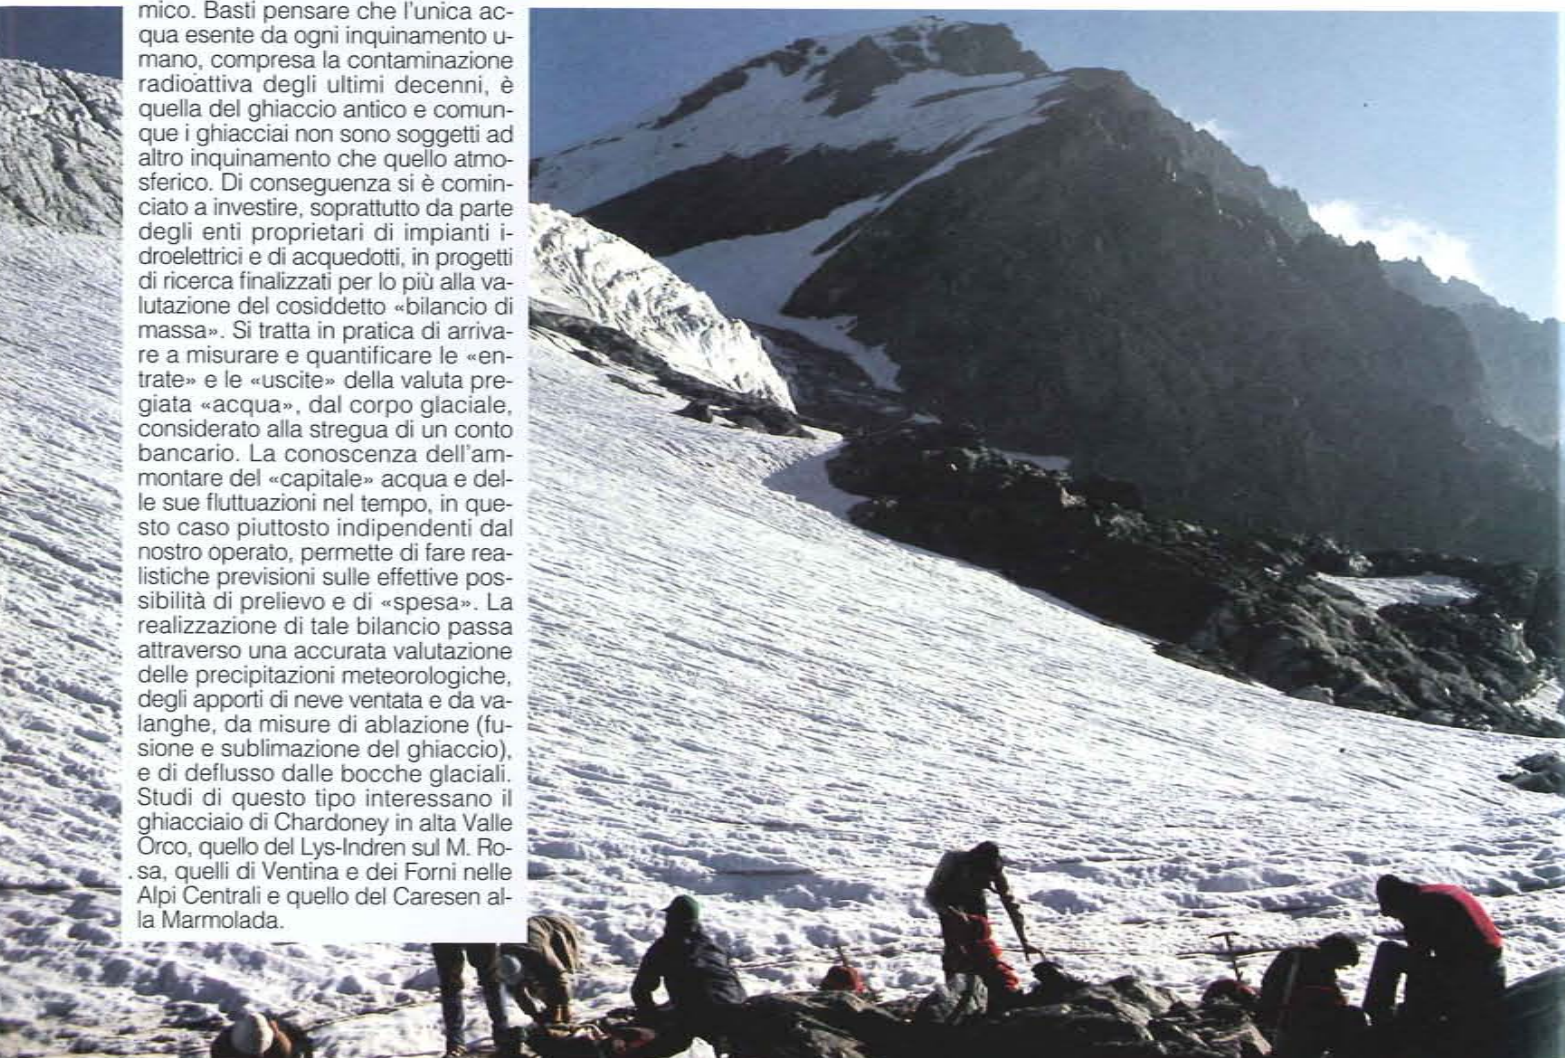 mico. Basti pensare che l'unica ac-
qua esente da ogni inquinamento u-
mano, compresa la contaminazione
radioattiva degli ultimi decenni, è
quella del ghiaccio antico e comun-
que i ghiacciai non sono soggetti ad
altro inquinamento che quello atmo-
sferico. Di conseguenza si è comin-
ciato a investire, soprattutto da parte
degli enti proprietari di impianti i-
droelettrici e di acquedotti, in progetti
di ricerca finalizzati per lo più alla va-
lutazione del cosiddetto «bilancio di
massa». Si tratta in pratica di arriva-
re a misurare e quantificare le «en-
trate» e le «uscite» della valuta pre-
giata «acqua», dal corpo glaciale,
considerato alla stregua di un conto
bancario. La conoscenza dell'am-
montare del «capitale» acqua e del-
le sue fluttuazioni nel tempo, in que-
sto caso piuttosto indipendenti dal
nostro operato, permette di fare rea-
listiche previsioni sulle effettive pos-
sibilità di prelievo e di «spesa». La
realizzazione di tale bilancio passa
attraverso una accurata valutazione
delle precipitazioni meteorologiche,
degli apporti di neve ventata e da va-
langhe, da misure di ablazione (fu-
sione e sublimazione del ghiaccio),
e di deflusso dalle bocche glaciali.
Studi di questo tipo interessano il
ghiacciaio di Chardoney in alta Valle
Orco, quello del Lys-Indren sul M. Ro-
sa, quelli di Ventina e dei Forni nelle
Alpi Centrali e quello del Caresen al-
la Marmolada.